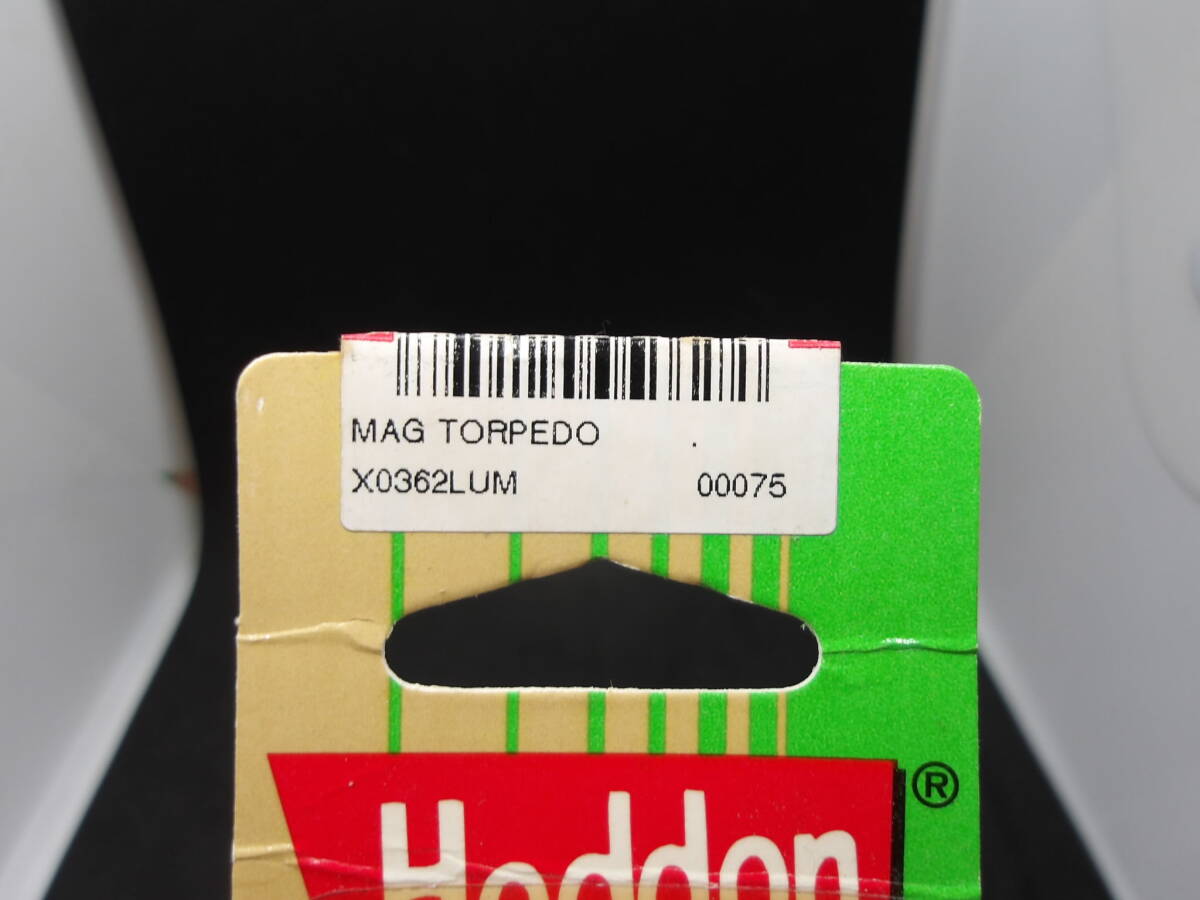 MAG TORPEDO .
X0362LUM 00075
Heddon ®